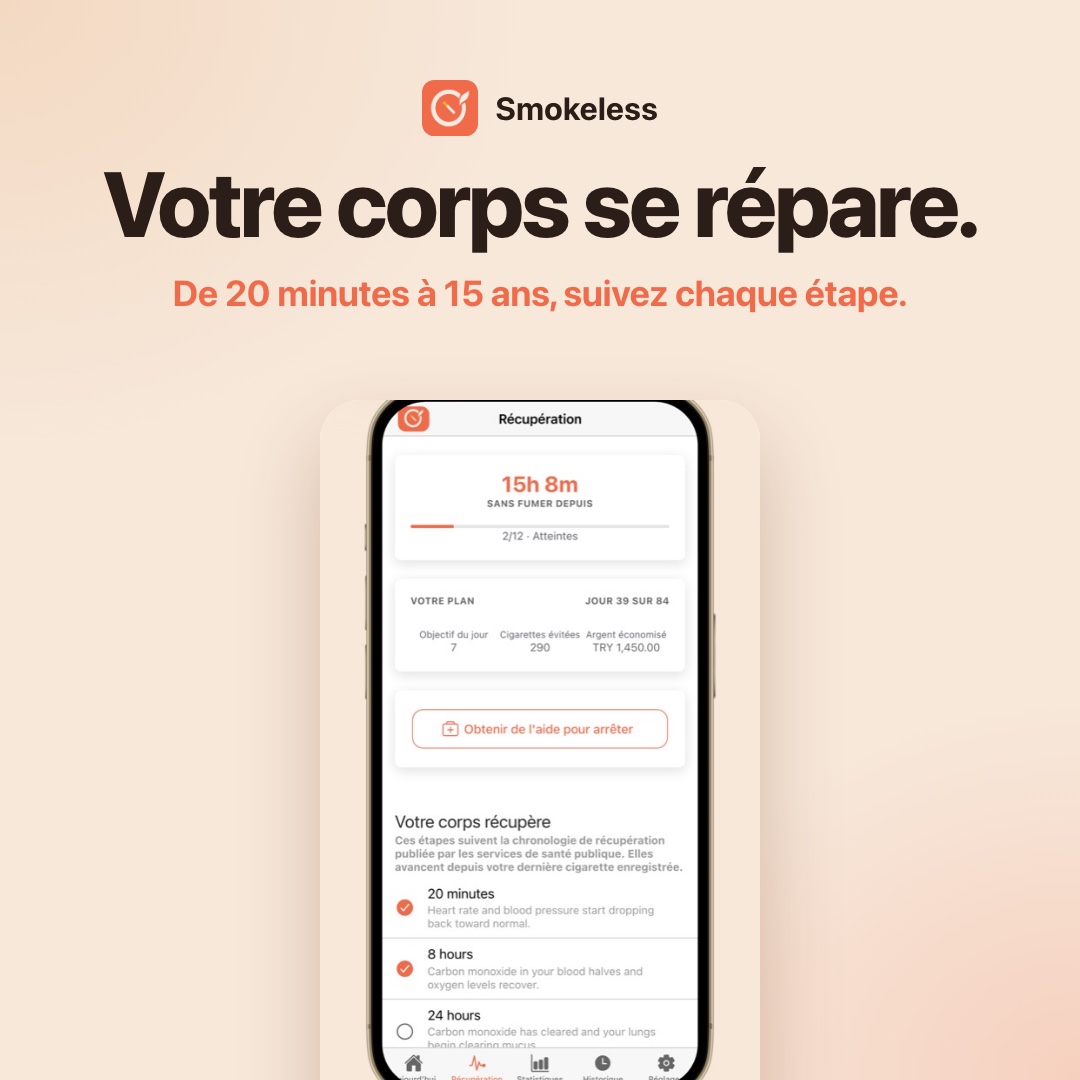 Smokeless
Votre corps se répare.
De 20 minutes à 15 ans, suivez chaque étape.
Récupération
15h 8m
SANS FUMER DEPUIS
2/12 · Atteintes
VOTRE PLAN JOUR 39 SUR 84
Objectif du jour Cigarettes évitées Argent économisé
7 290 TRY 1,450.00
Obtenir de l'aide pour arrêter
Votre corps récupère
Ces étapes suivent la chronologie de récupération
publiée par les services de santé publique. Elles
avancent depuis votre dernière cigarette enregistrée.
20 minutes
Heart rate and blood pressure start dropping
back toward normal.
8 hours
Carbon monoxide in your blood halves and
oxygen levels recover.
24 hours
Carbon monoxide has cleared and your lungs
begin clearing mucus.
Récupération Statistiques Historique